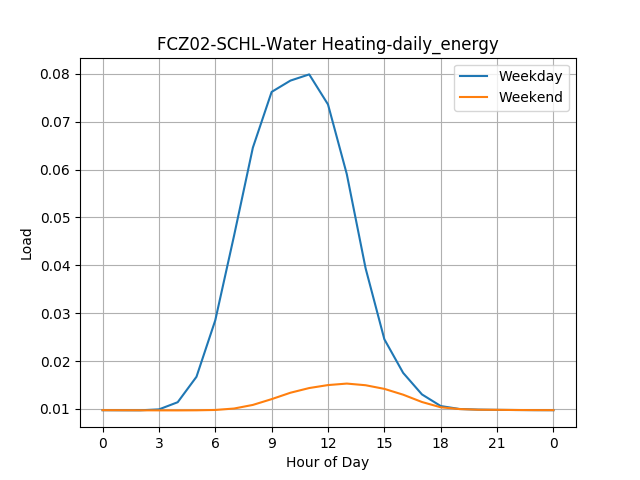 FCZ02-SCHL-Water Heating-daily_energy
Weekday
Weekend
0.08
0.07
0.06
0.05
0.04
0.03
0.02
0.01
Load
0 3 6 9 12 15 18 21 0
Hour of Day